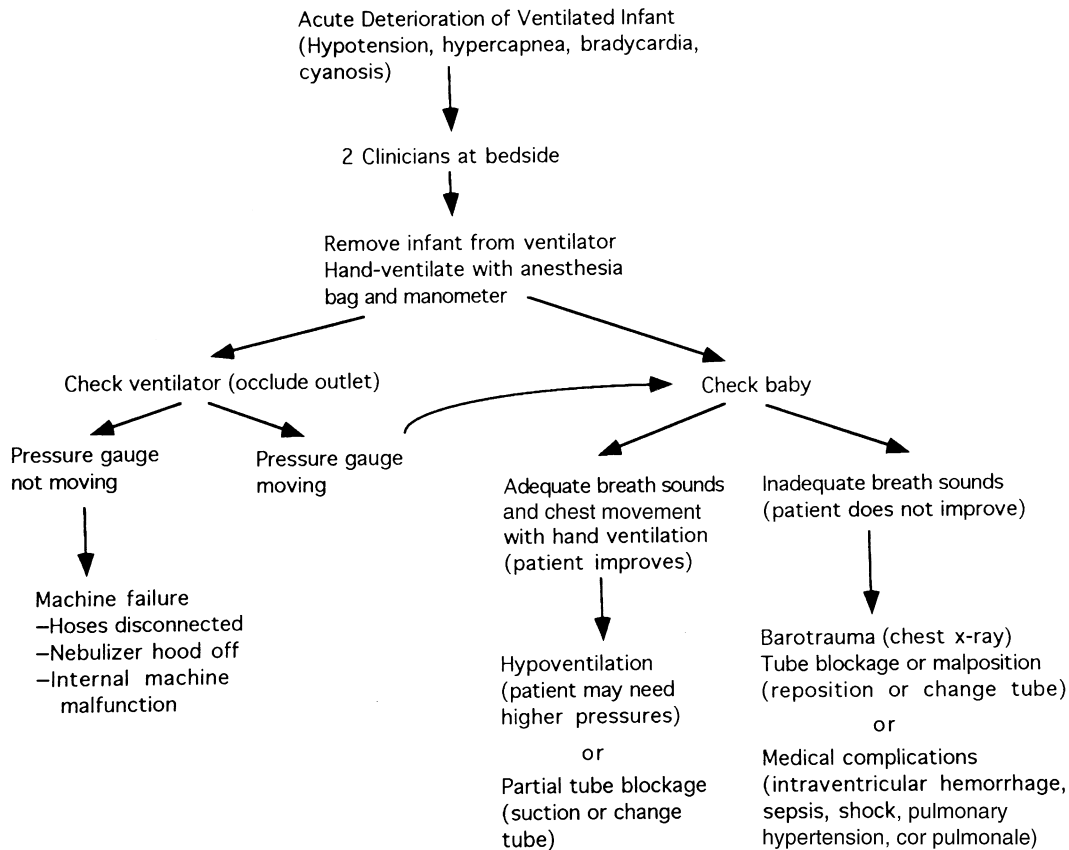 Acute Deterioration of Ventilated Infant
(Hypotension, hypercapnea, bradycardia,
cyanosis)
2 Clinicians at bedside
Remove infant from ventilator
Hand-ventilate with anesthesia
bag and manometer
Check ventilator (occlude outlet)
Check baby
Pressure gauge
not moving
Pressure gauge
moving
Adequate breath sounds
and chest movement
with hand ventilation
(patient improves)
Inadequate breath sounds
(patient does not improve)
Machine failure
–Hoses disconnected
–Nebulizer hood off
–Internal machine
malfunction
Hypoventilation
(patient may need
higher pressures)
or
Partial tube blockage
(suction or change
tube)
Barotrauma (chest x-ray)
Tube blockage or malposition
(reposition or change tube)
or
Medical complications
(intraventricular hemorrhage,
sepsis, shock, pulmonary
hypertension, cor pulmonale)